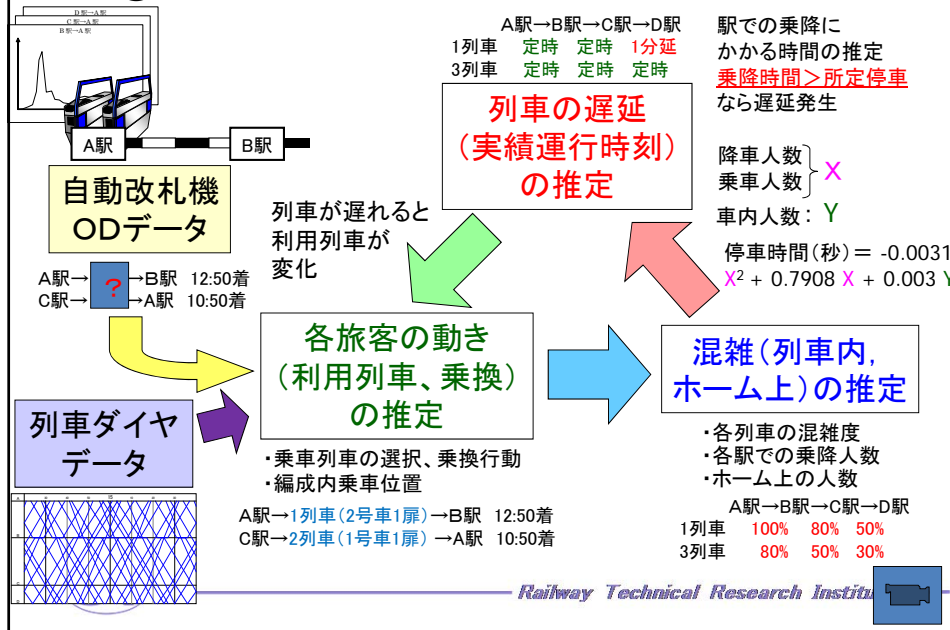 D駅→A駅
C駅→A駅
B駅→A駅
A駅
B駅
自動改札機
ODデータ
A駅→
?
→B駅 12:50着
C駅→
→A駅 10:50着
列車ダイヤ
データ
列車が遅れると
利用列車が
変化
A駅→B駅→C駅→D駅
1列車 定時 定時 1分延
3列車 定時 定時 定時
列車の遅延
(実績運行時刻)
の推定
駅での乗降に
かかる時間の推定
乗降時間>所定停車
なら遅延発生
降車人数
乗車人数
X
車内人数: Y
停車時間(秒)= -0.0031
X² + 0.7908 X + 0.003 Y
各旅客の動き
(利用列車、乗換)
の推定
・乗車列車の選択、乗換行動
・編成内乗車位置
A駅→1列車(2号車1扉)→B駅 12:50着
C駅→2列車(1号車1扉)→A駅 10:50着
混雑(列車内,
ホーム上)の推定
・各列車の混雑度
・各駅での乗降人数
・ホーム上の人数
A駅→B駅→C駅→D駅
1列車 100% 80% 50%
3列車 80% 50% 30%
Railway Technical Research Institu